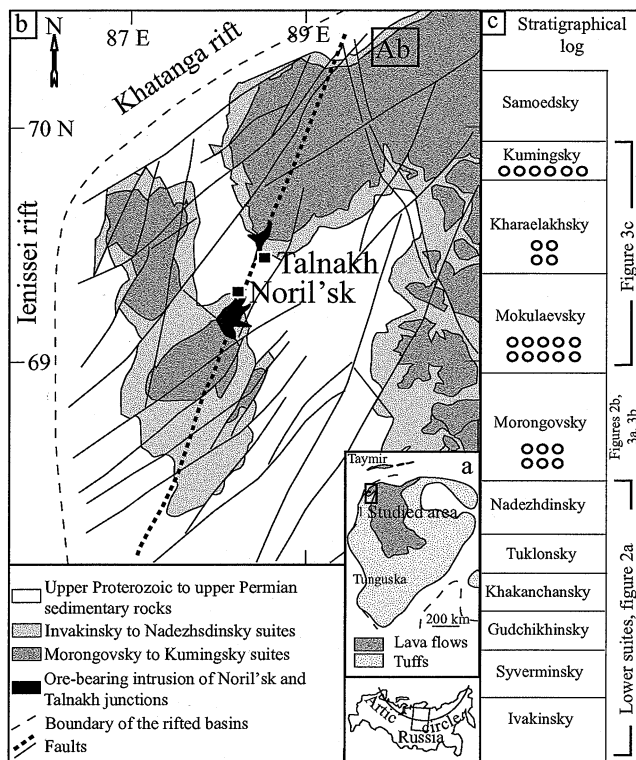 b
N
87 E
89 E
Khatanga rift
Ab
70 N
Ienissei rift
Talnakh
Noril'sk
69
Upper Proterozoic to upper Permian
sedimentary rocks
Invakinsky to Nadezhsdinsky suites
Morongovsky to Kumingsky suites
Ore-bearing intrusion of Noril'sk and
Talnakh junctions
Boundary of the rifted basins
Faults
a
Taymir
Studied area
Tunguska
200 km
Lava flows
Tuffs
Artic circle
Russia
c
Stratigraphical
log
Samoedsky
Kumingsky
Kharaelakhsky
Mokulaevsky
Morongovsky
Nadezhdinsky
Tuklonsky
Khakanchansky
Gudchikhinsky
Syverminsky
Ivakinsky
Figure 3c
Figures 2b,
3a, 3b
Lower suites, figure 2a